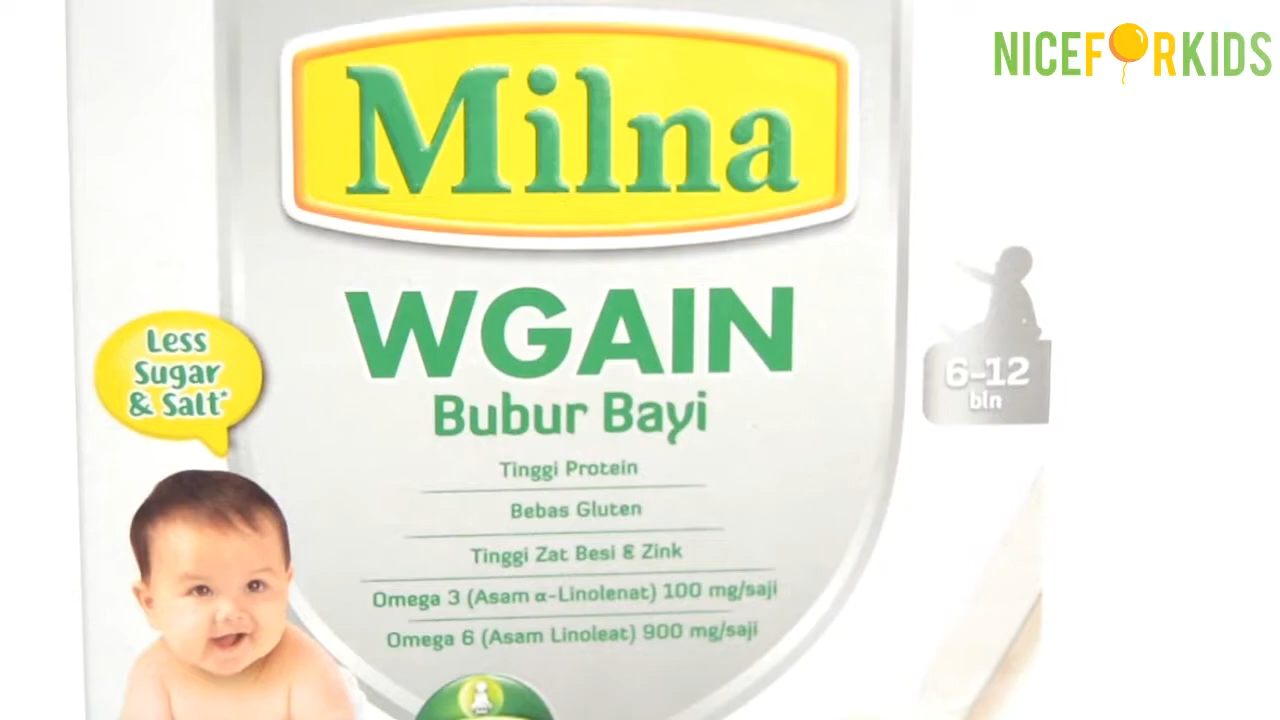 NICEFORKIDS
Milna
WGAIN
Bubur Bayi
Less
Sugar
& Salt*
6-12
bln
Tinggi Protein
Bebas Gluten
Tinggi Zat Besi & Zink
Omega 3 (Asam α-Linolenat) 100 mg/saji
Omega 6 (Asam Linoleat) 900 mg/saji